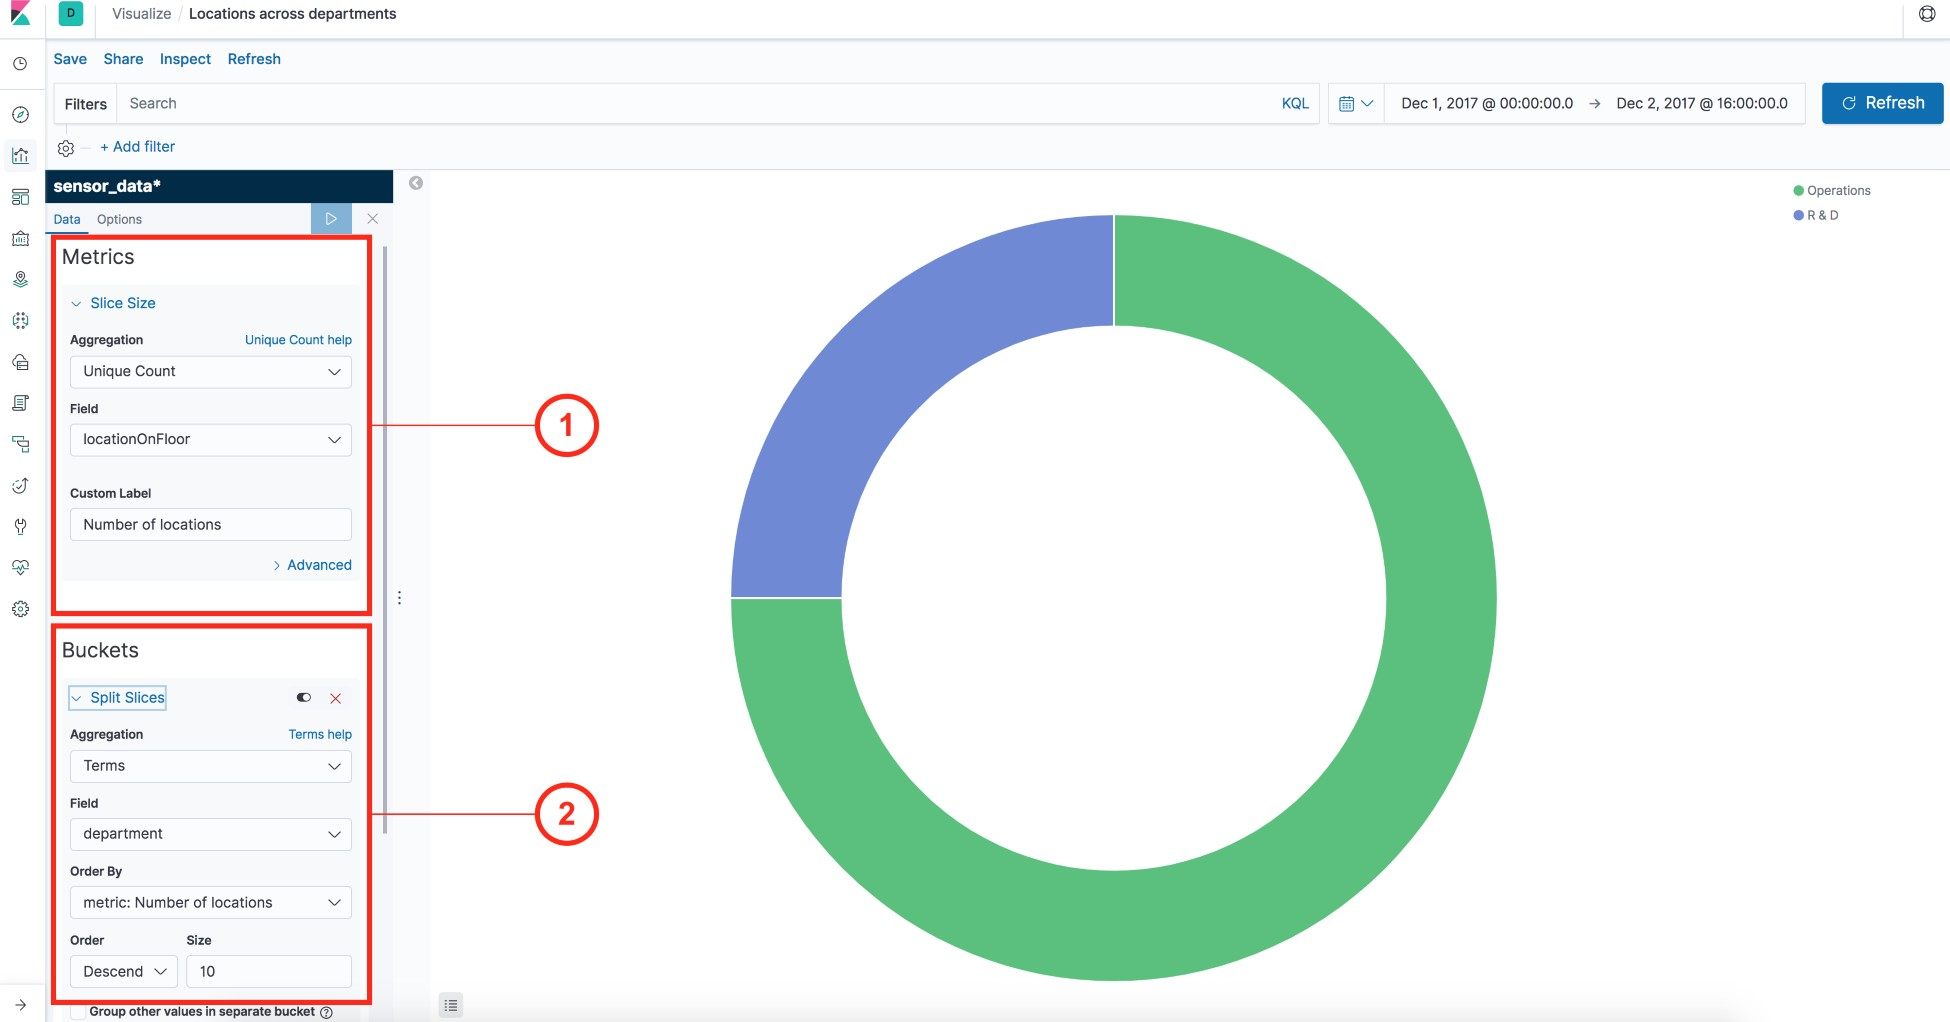 D
Visualize / Locations across departments
Save Share Inspect Refresh
Filters Search KQL Dec 1, 2017 @ 00:00:00.0 → Dec 2, 2017 @ 16:00:00.0 Refresh
+ Add filter
sensor_data*
Data Options
Metrics
Slice Size
Aggregation Unique Count help
Unique Count
Field
locationOnFloor
Custom Label
Number of locations
Advanced
1
Buckets
Split Slices
Aggregation Terms help
Terms
Field
department
Order By
metric: Number of locations
Order Size
Descend 10
Group other values in separate bucket
2
Operations
R & D